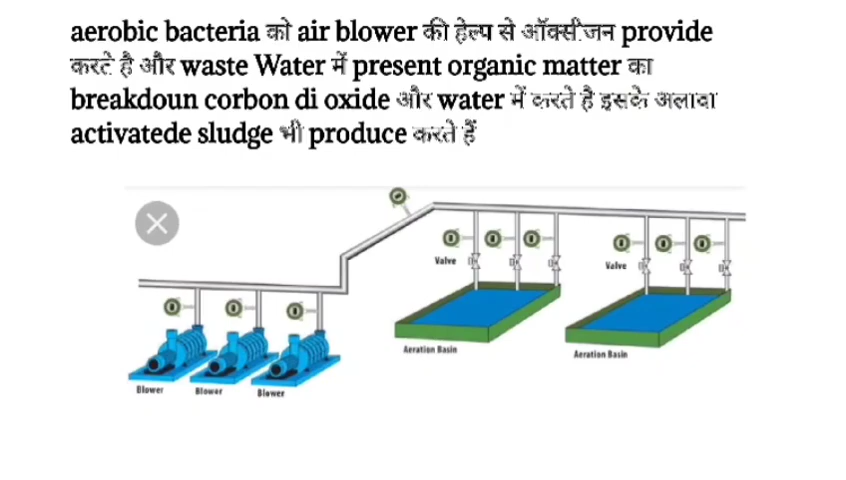 aerobic bacteria को air blower की हेल्प से ऑक्सीजन provide
करते है और waste Water में present organic matter का
breakdoun corbon di oxide और water में करते है इसके अलावा
activatede sludge भी produce करते हैं
Valve
Valve
Aeration Basin
Aeration Basin
Blower
Blower
Blower